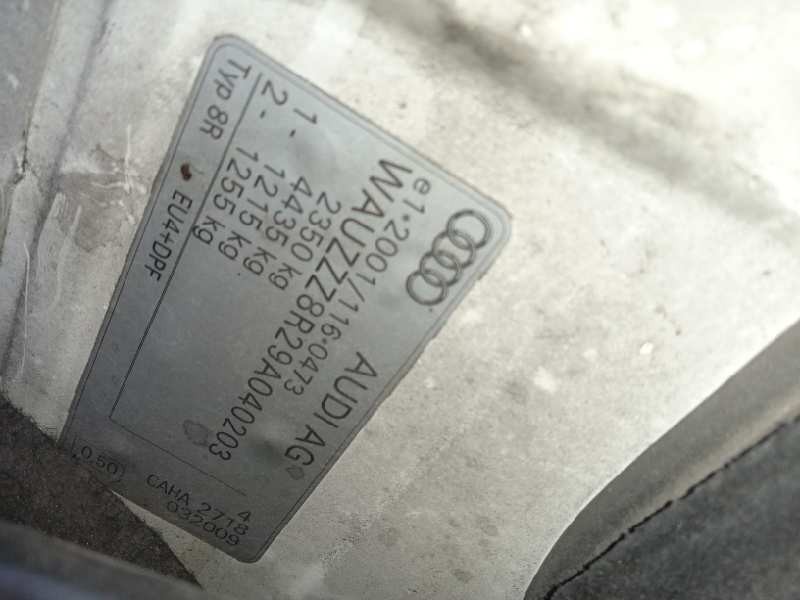 AUDI AG
e1*2001/116*0473
WAUZZZ8R29A040203
2350 kg
4435 kg
1 - 1215 kg
2 - 1255 kg
Typ 8R
EU4+DPF
4
(0,50) CAHA 2718
032009